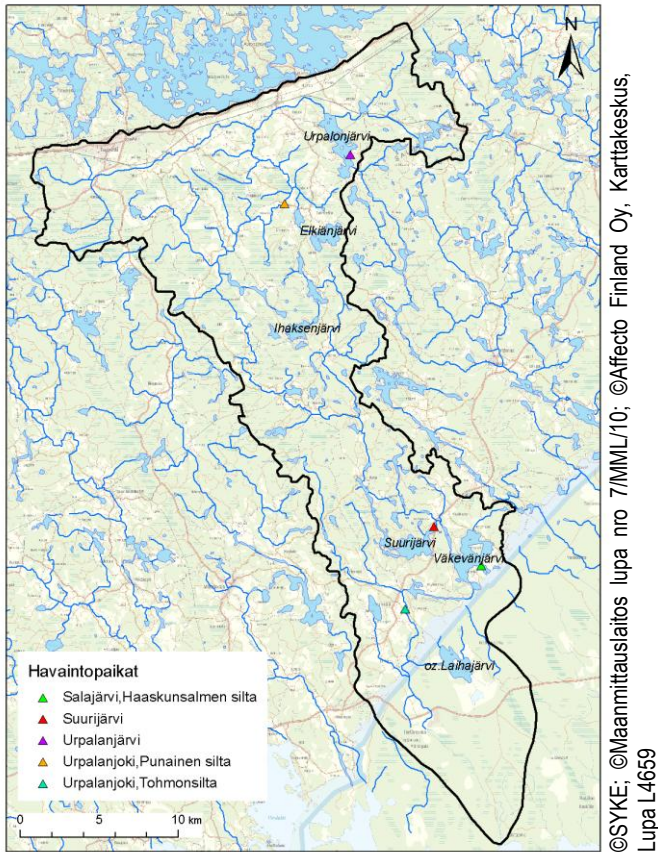 N
Urpalonjärvi
Elkiänjärvi
Ihaksenjärvi
Suurijärvi
Väkevänjärvi
oz.Laihajärvi
Havaintopaikat
Salajärvi,Haaskunsalmen silta
Suurijärvi
Urpalanjärvi
Urpalanjoki,Punainen silta
Urpalanjoki,Tohmonsilta
0 5 10 km
©SYKE; ©Maanmittauslaitos lupa nro 7/MML/10; ©Affecto Finland Oy, Karttakeskus,
Lupa L4659